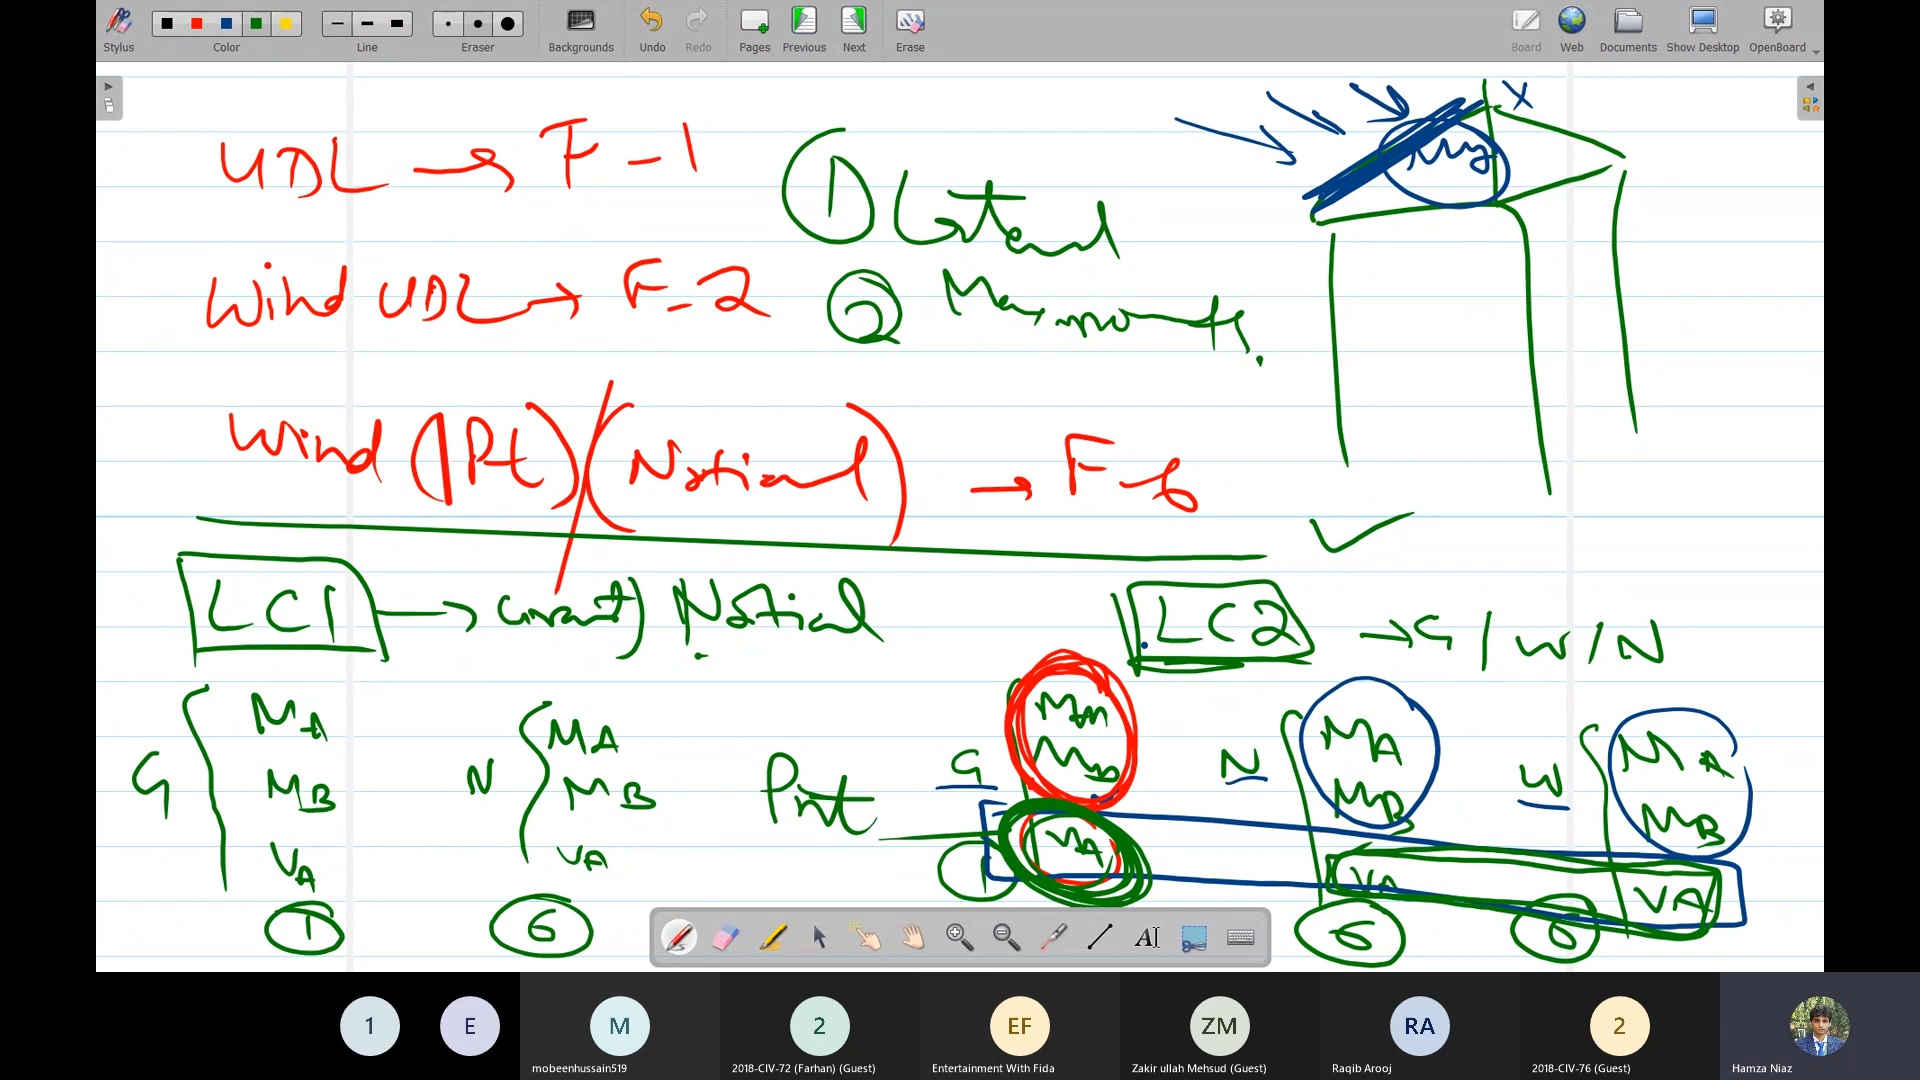 Stylus
Color
Line
Eraser
Backgrounds
Undo
Redo
Pages
Previous
Next
Erase
Board
Web
Documents
Show Desktop
OpenBoard
UDL → F-1
① Lateral
X
Wind UDL → F-2
② Max moments.
Wind (Pt) / (Notional) → F-6
LC1 → Gravity Notional
LC2 → G / W / N
G
MA
MB
VA
1
N
MA
MB
VA
6
G
MB
VA
1
N
MA
MB
VA
6
W
MA
MB
VA
6
AI
1
E
M
mobeenhussain519
2
2018-CIV-72 (Farhan) (Guest)
EF
Entertainment With Fida
ZM
Zakir ullah Mehsud (Guest)
RA
Raqib Arooj
2
2018-CIV-76 (Guest)
Hamza Niaz